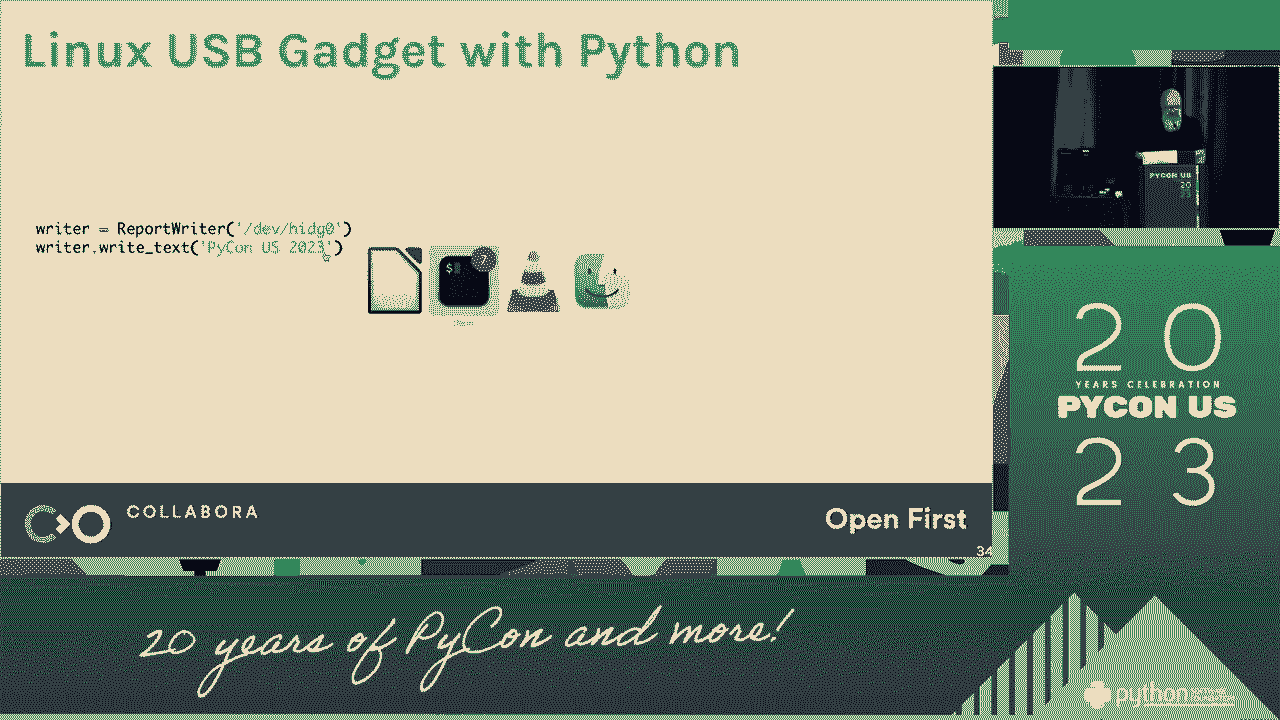 Linux USB Gadget with Python
writer = ReportWriter('/dev/hidg0')
writer.write_text('PyCon US 2023')
$
7
COLLABORA
Open First
34
PYCON US
20
23
20
YEARS CELEBRATION
PYCON US
23
20 years of PyCon and more!
python